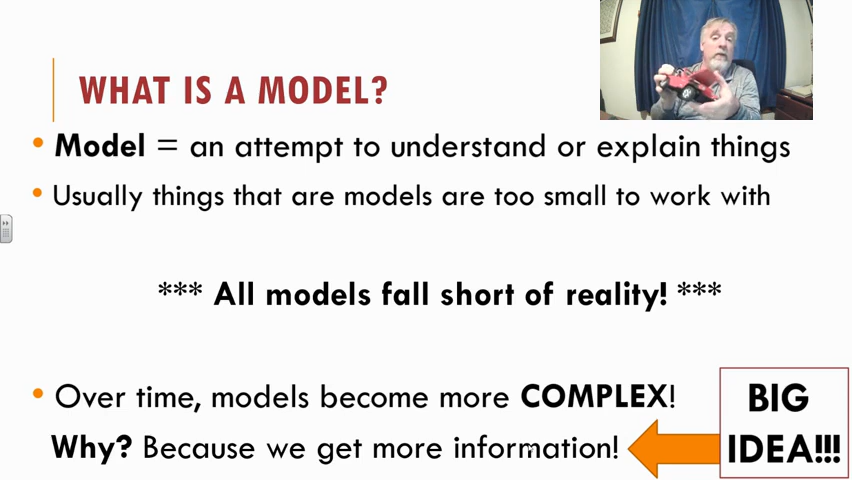 WHAT IS A MODEL?
• Model = an attempt to understand or explain things
• Usually things that are models are too small to work with
*** All models fall short of reality! ***
• Over time, models become more COMPLEX!
Why? Because we get more information!
BIG
IDEA!!!